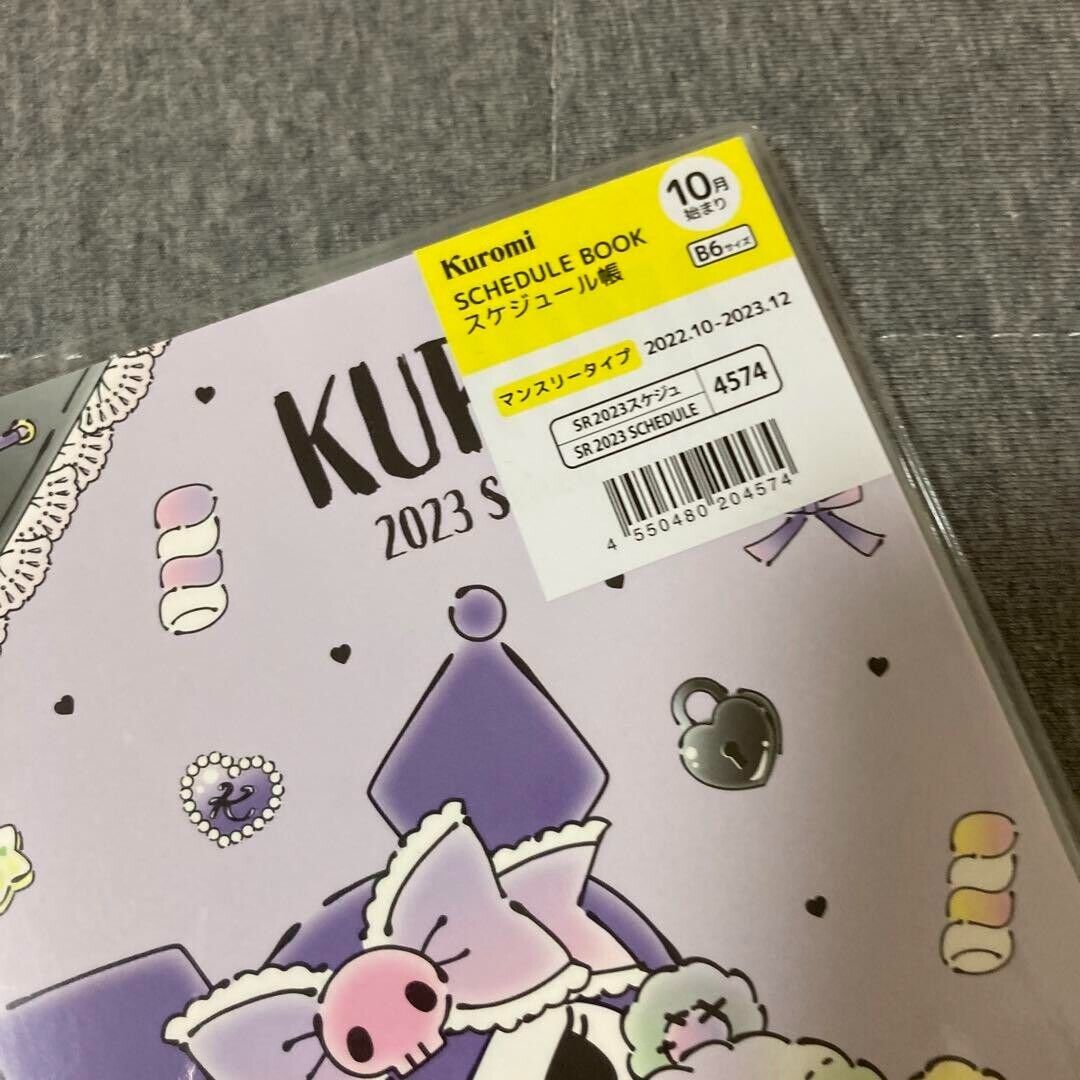 10月
始まり
B6サイズ
Kuromi
SCHEDULE BOOK
スケジュール帳
マンスリータイプ 2022.10-2023.12
SR2023スケジュ
SR 2023 SCHEDULE
4574
4 550480 204574
2023
K